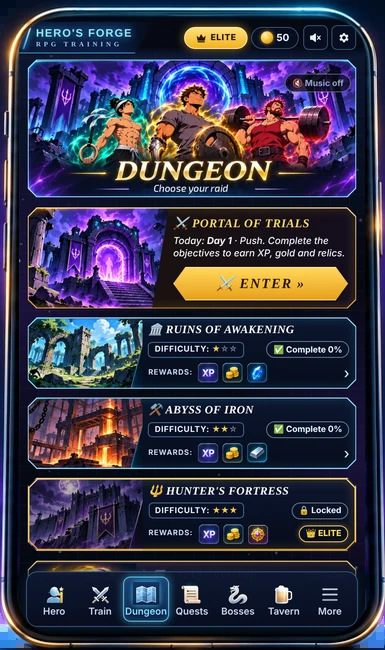 HERO'S FORGE
RPG TRAINING
ELITE
50
Music off
DUNGEON
Choose your raid
PORTAL OF TRIALS
Today: Day 1 · Push. Complete the
objectives to earn XP, gold and relics.
ENTER »
RUINS OF AWAKENING
DIFFICULTY: ★☆☆
Complete 0%
REWARDS: XP
ABYSS OF IRON
DIFFICULTY: ★★☆
Complete 0%
REWARDS: XP
HUNTER'S FORTRESS
DIFFICULTY: ★★★
Locked
REWARDS: XP
ELITE
Hero Train Dungeon Quests Bosses Tavern More